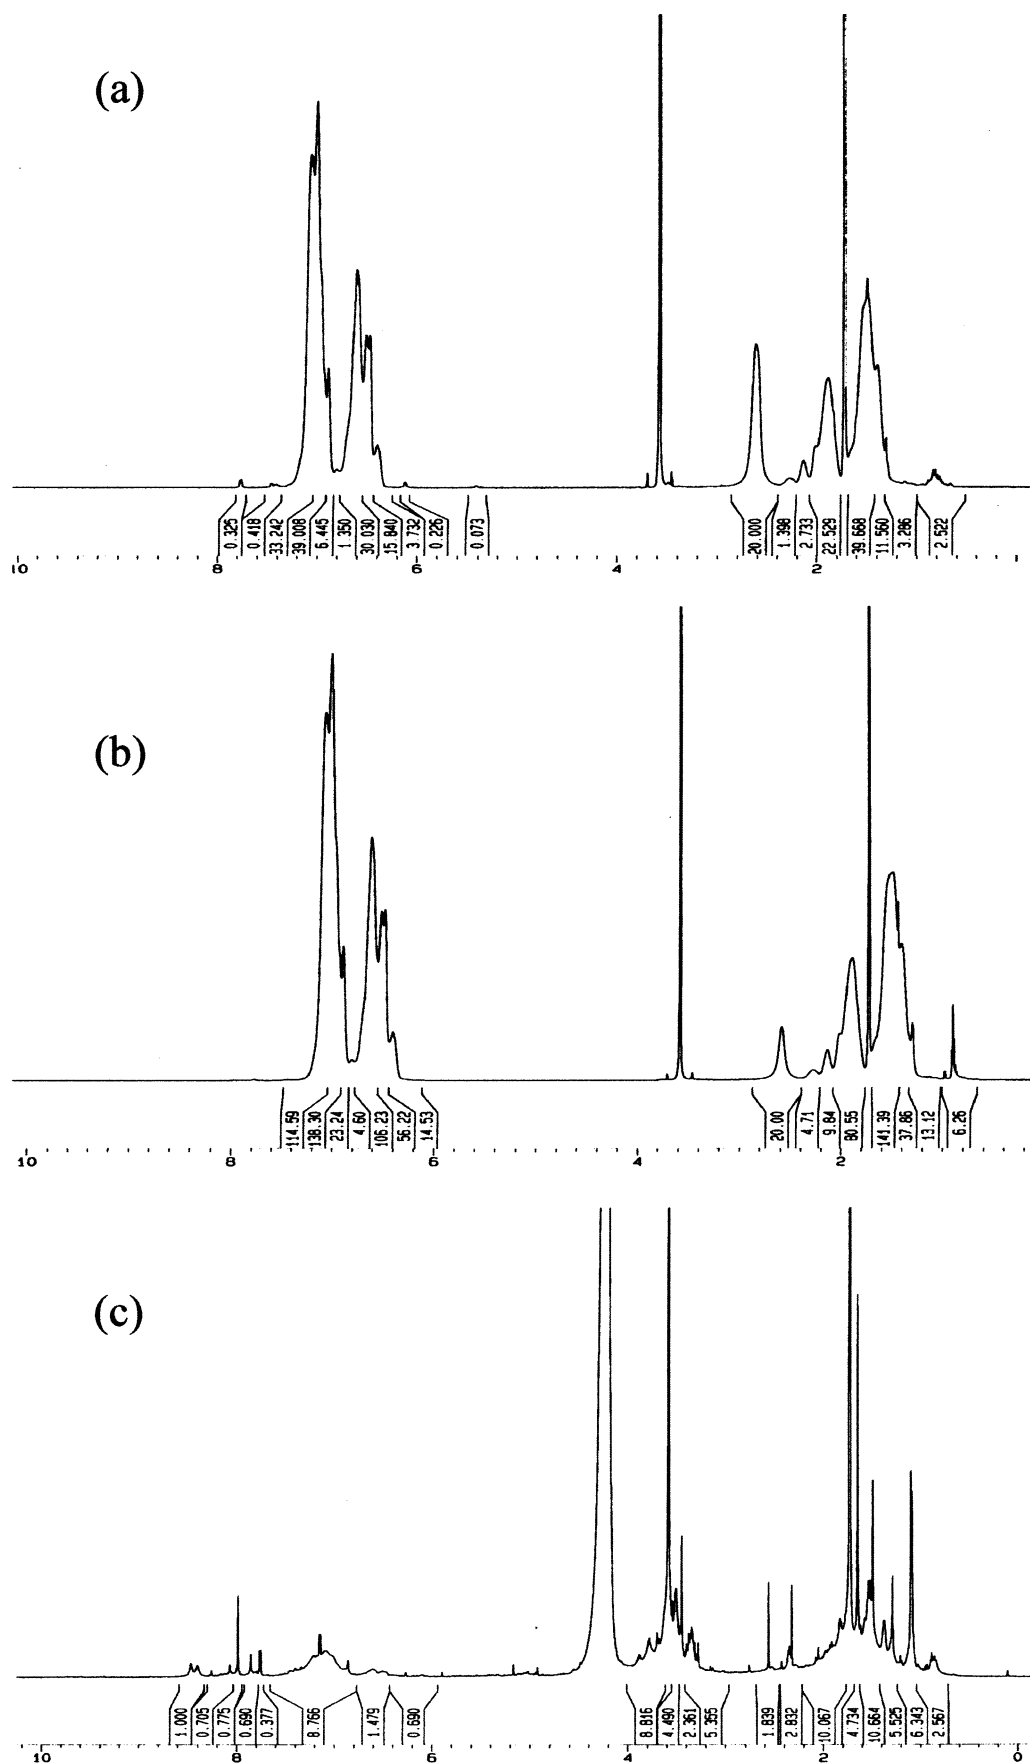 (a)
0.325 0.418 33.242 39.008 6.445 1.350 30.030 15.840 3.732 0.226 0.073 20.000 1.398 2.733 22.529 39.668 11.560 3.286 2.522
10 8 6 4 2
(b)
114.59 138.30 23.24 4.60 106.23 56.22 14.53 20.00 4.71 9.84 80.55 141.39 37.86 13.12 6.26
10 8 6 4 2
(c)
1.000 0.705 0.775 0.690 0.377 8.766 1.479 0.690 8.816 4.490 2.361 5.355 1.839 2.832 10.067 4.734 10.664 5.525 6.343 2.567
10 8 6 4 2 0